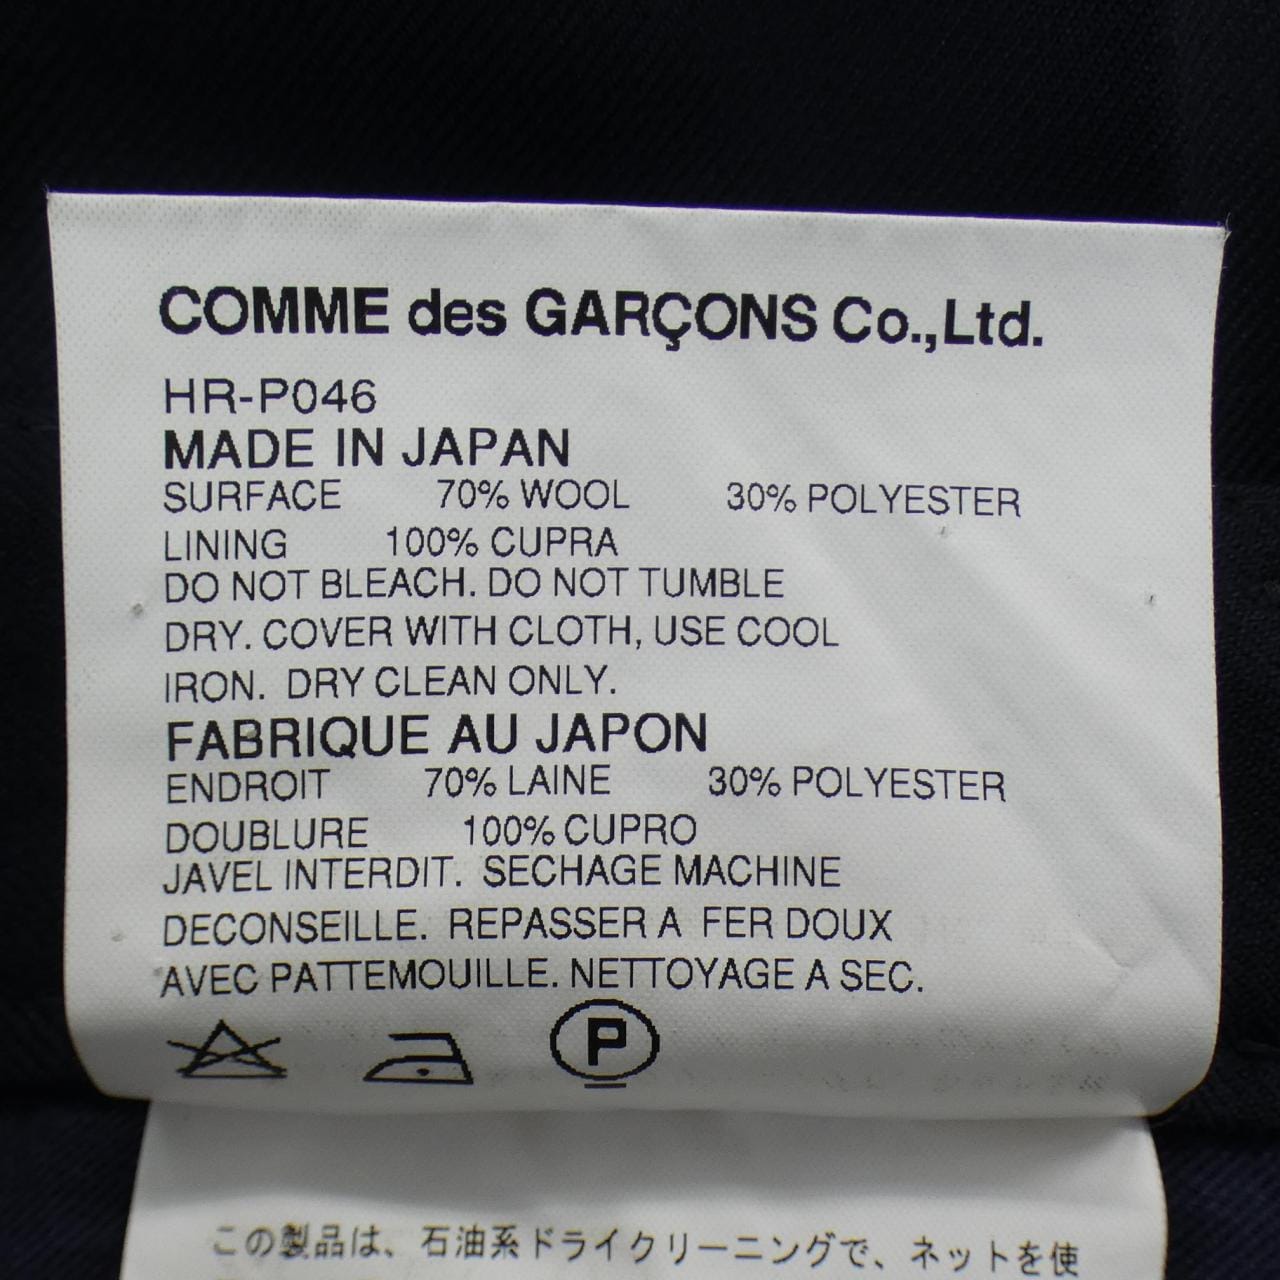 COMME des GARÇONS Co.,Ltd.
HR-P046
MADE IN JAPAN
SURFACE 70% WOOL 30% POLYESTER
LINING 100% CUPRA
DO NOT BLEACH. DO NOT TUMBLE
DRY. COVER WITH CLOTH, USE COOL
IRON. DRY CLEAN ONLY.
FABRIQUE AU JAPON
ENDROIT 70% LAINE 30% POLYESTER
DOUBLURE 100% CUPRO
JAVEL INTERDIT. SECHAGE MACHINE
DECONSEILLE. REPASSER A FER DOUX
AVEC PATTEMOUILLE. NETTOYAGE A SEC.
P
この製品は、石油系ドライクリーニングで、ネットを使